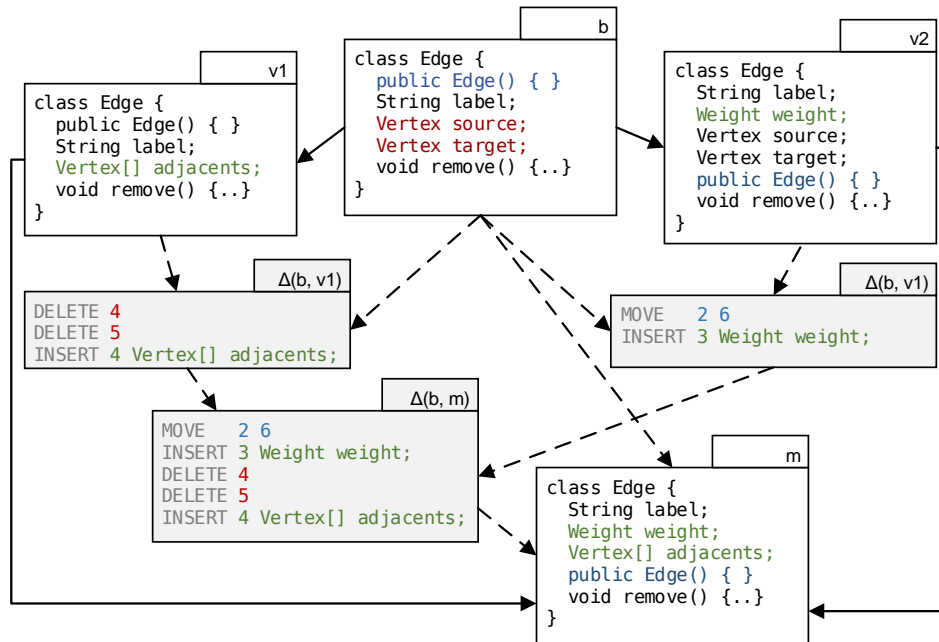 b
class Edge {
public Edge() { }
String label;
Vertex source;
Vertex target;
void remove() {..}
}
v1
class Edge {
public Edge() { }
String label;
Vertex[] adjacents;
void remove() {..}
}
v2
class Edge {
String label;
Weight weight;
Vertex source;
Vertex target;
public Edge() { }
void remove() {..}
}
Δ(b, v1)
DELETE 4
DELETE 5
INSERT 4 Vertex[] adjacents;
Δ(b, v1)
MOVE 2 6
INSERT 3 Weight weight;
Δ(b, m)
MOVE 2 6
INSERT 3 Weight weight;
DELETE 4
DELETE 5
INSERT 4 Vertex[] adjacents;
m
class Edge {
String label;
Weight weight;
Vertex[] adjacents;
public Edge() { }
void remove() {..}
}